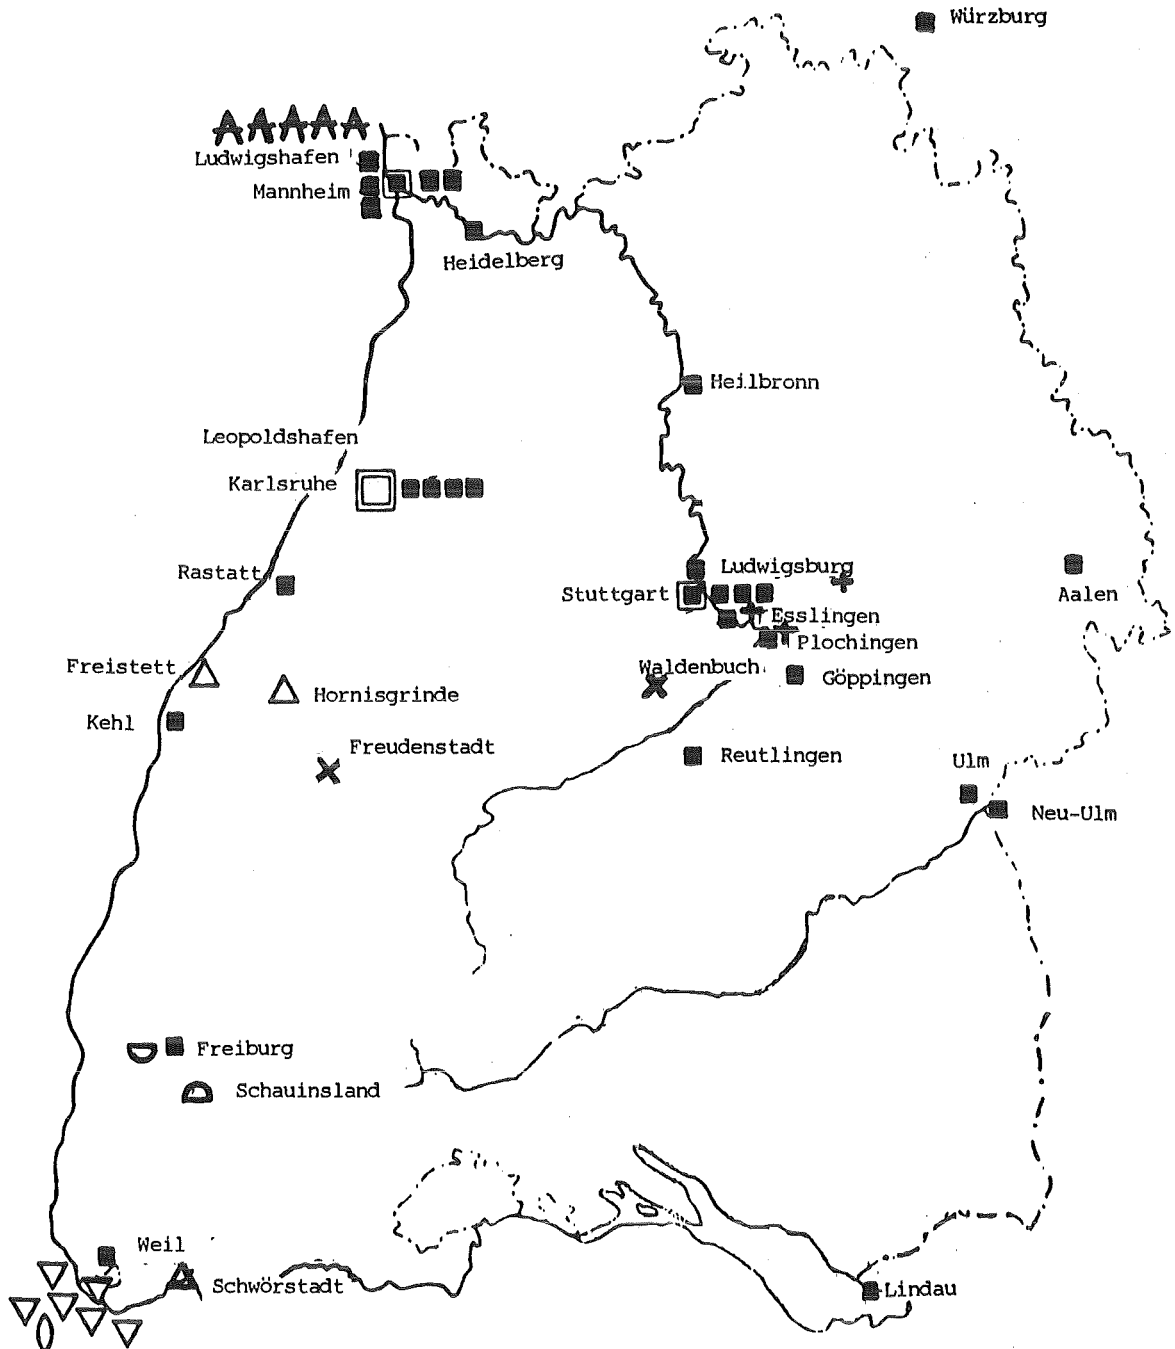 Würzburg
Ludwigshafen
Mannheim
Heidelberg
Heilbronn
Leopoldshafen
Karlsruhe
Rastatt
Ludwigsburg
Stuttgart
Aalen
Esslingen
Plochingen
Freistett
Waldenbuch
Göppingen
Hornisgrinde
Kehl
Freudenstadt
Reutlingen
Ulm
Neu-Ulm
Freiburg
Schauinsland
Weil
Schwörstadt
Lindau